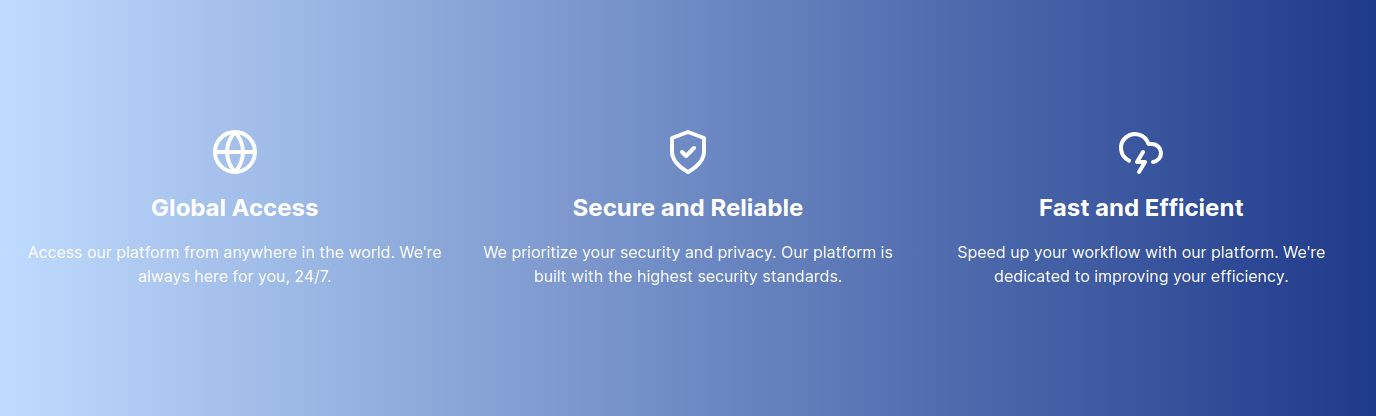 Global Access
Access our platform from anywhere in the world. We're
always here for you, 24/7.
Secure and Reliable
We prioritize your security and privacy. Our platform is
built with the highest security standards.
Fast and Efficient
Speed up your workflow with our platform. We're
dedicated to improving your efficiency.